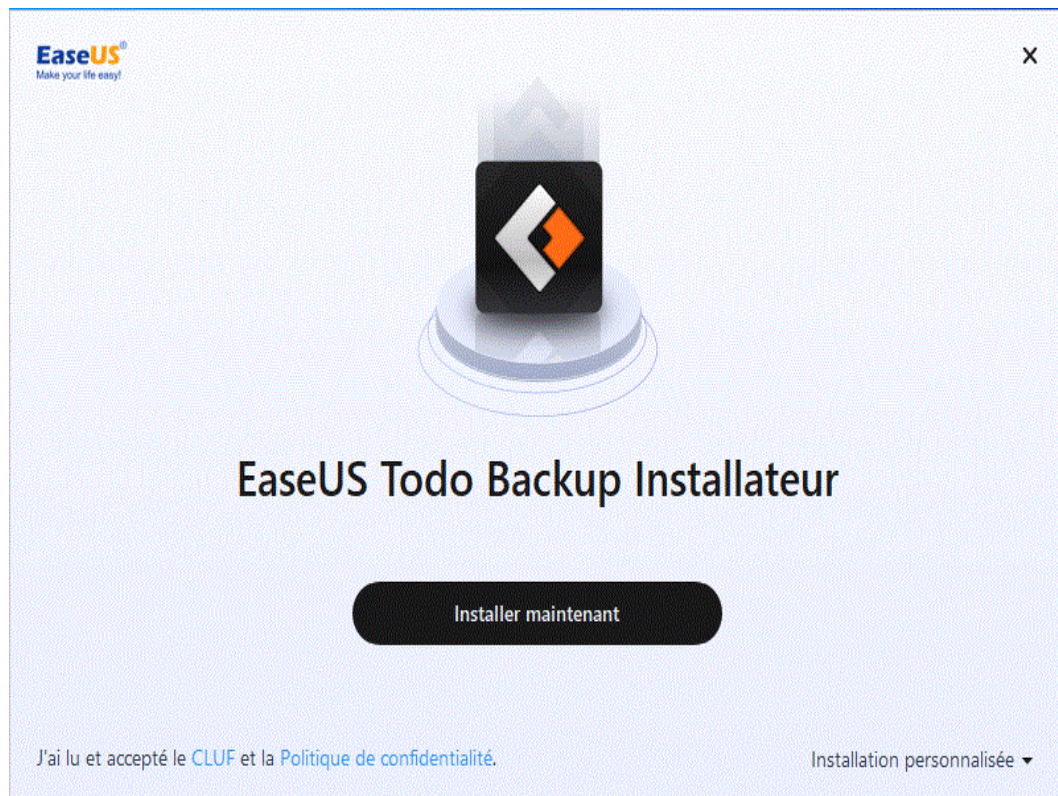 EaseUS®
Make your life easy!
EaseUS Todo Backup Installateur
Installer maintenant
J'ai lu et accepté le CLUF et la Politique de confidentialité.
Installation personnalisée